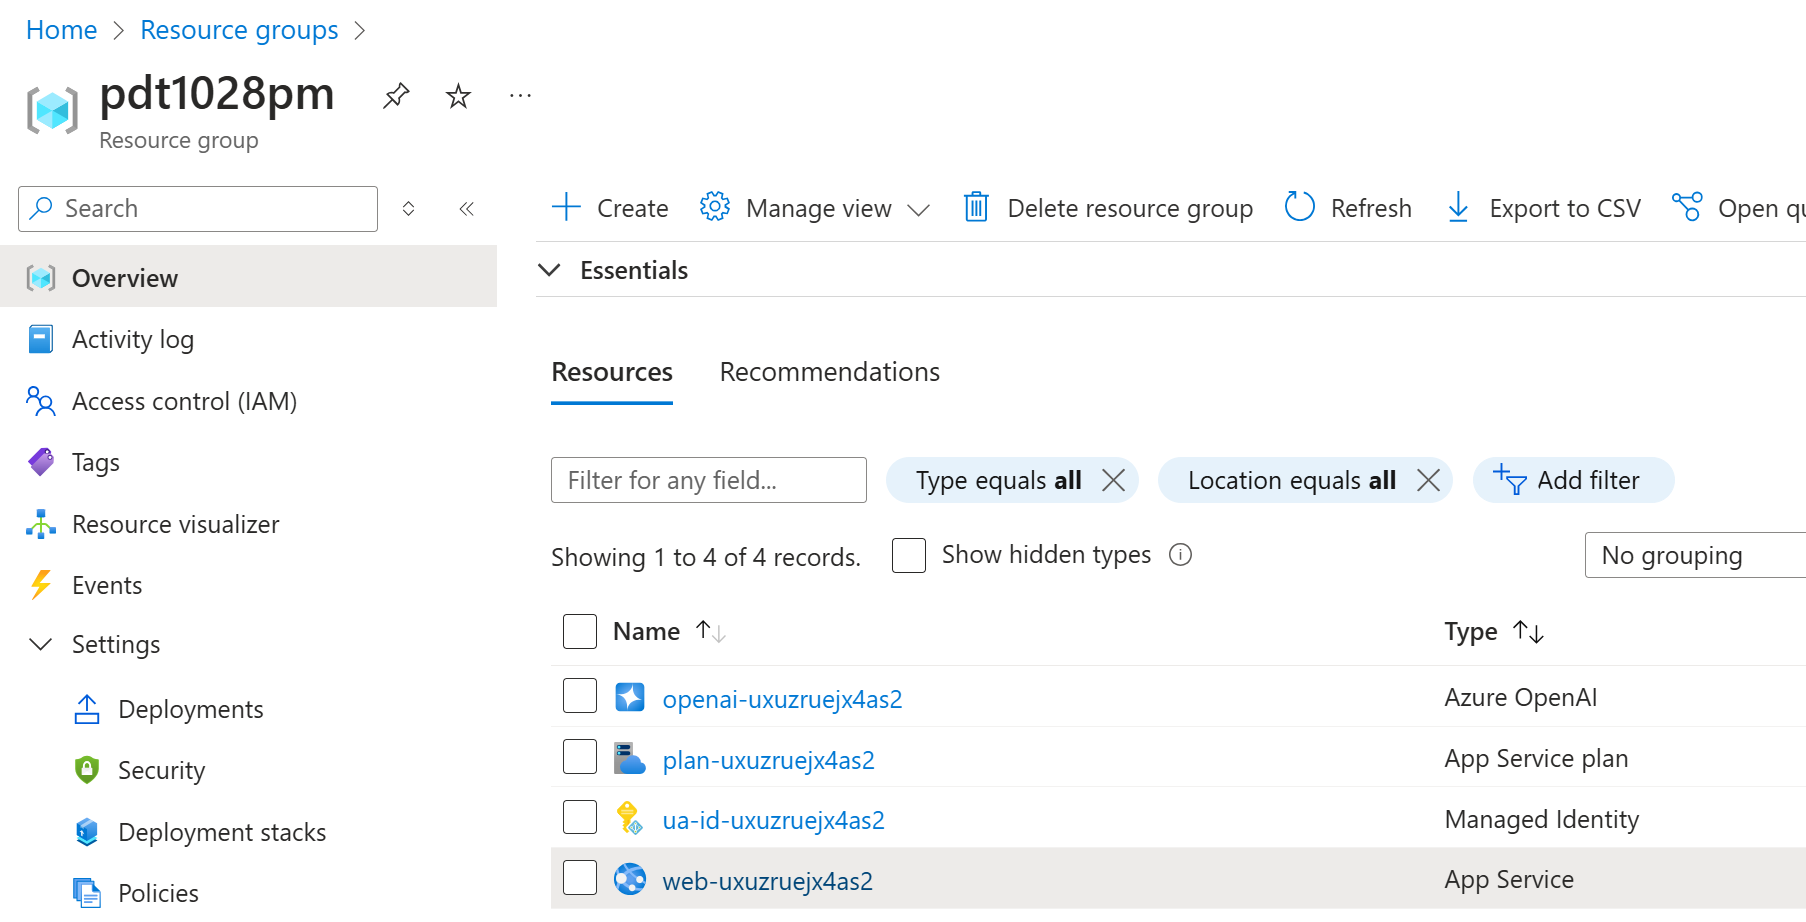 Home > Resource groups >
pdt1028pm
Resource group
Search
Create Manage view Delete resource group Refresh Export to CSV Open qu
Overview
Activity log
Access control (IAM)
Tags
Resource visualizer
Events
Settings
Deployments
Security
Deployment stacks
Policies
Essentials
Resources Recommendations
Filter for any field... Type equals all Location equals all Add filter
Showing 1 to 4 of 4 records. Show hidden types No grouping
Name Type
openai-uxuzruejx4as2 Azure OpenAI
plan-uxuzruejx4as2 App Service plan
ua-id-uxuzruejx4as2 Managed Identity
web-uxuzruejx4as2 App Service